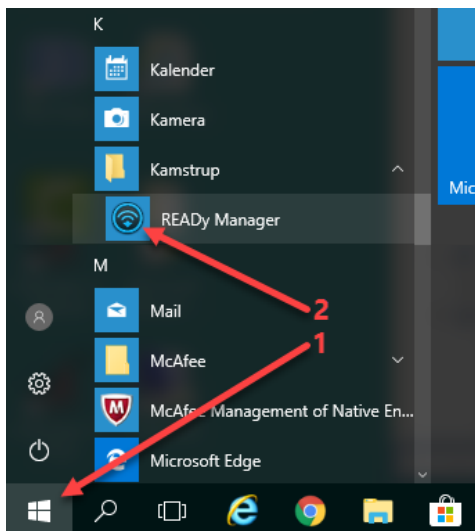 K
Kalender
Kamera
Kamstrup
READy Manager
M
Mail
2
1
McAfee
McAfee Management of Native En...
Microsoft Edge
Mic